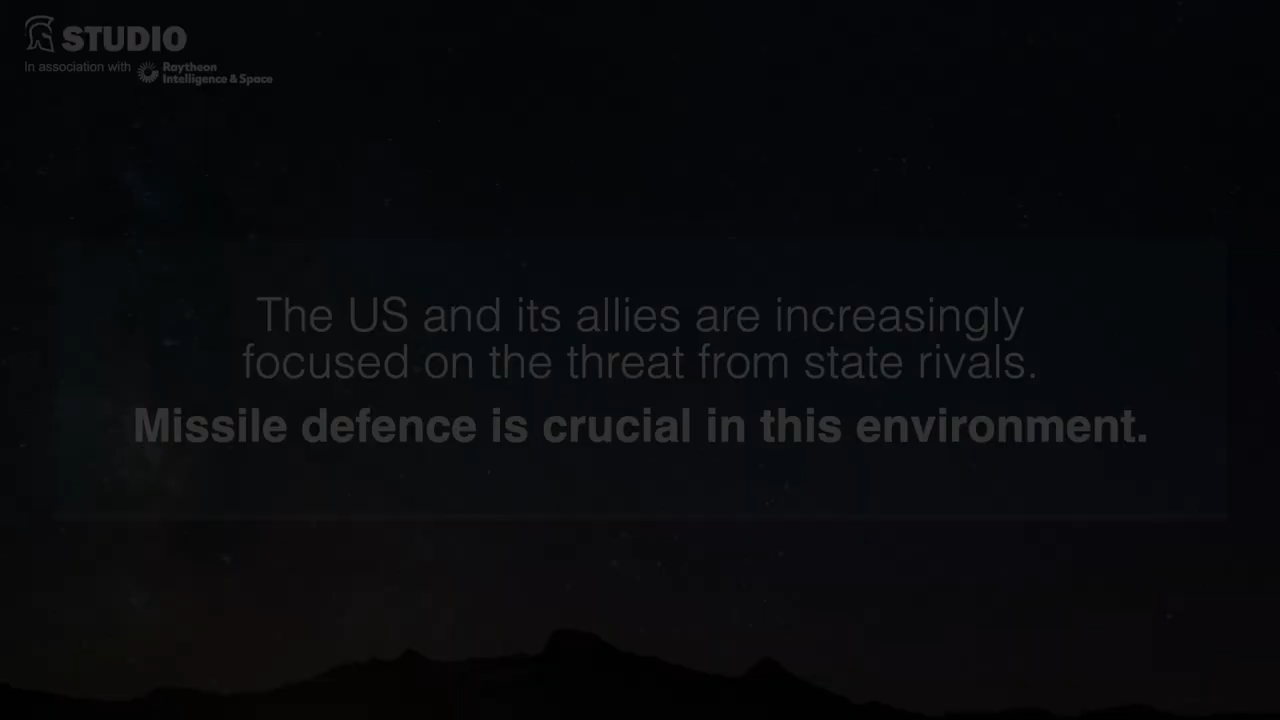 STUDIO
In association with Raytheon
Intelligence & Space
The US and its allies are increasingly
focused on the threat from state rivals.
Missile defence is crucial in this environment.